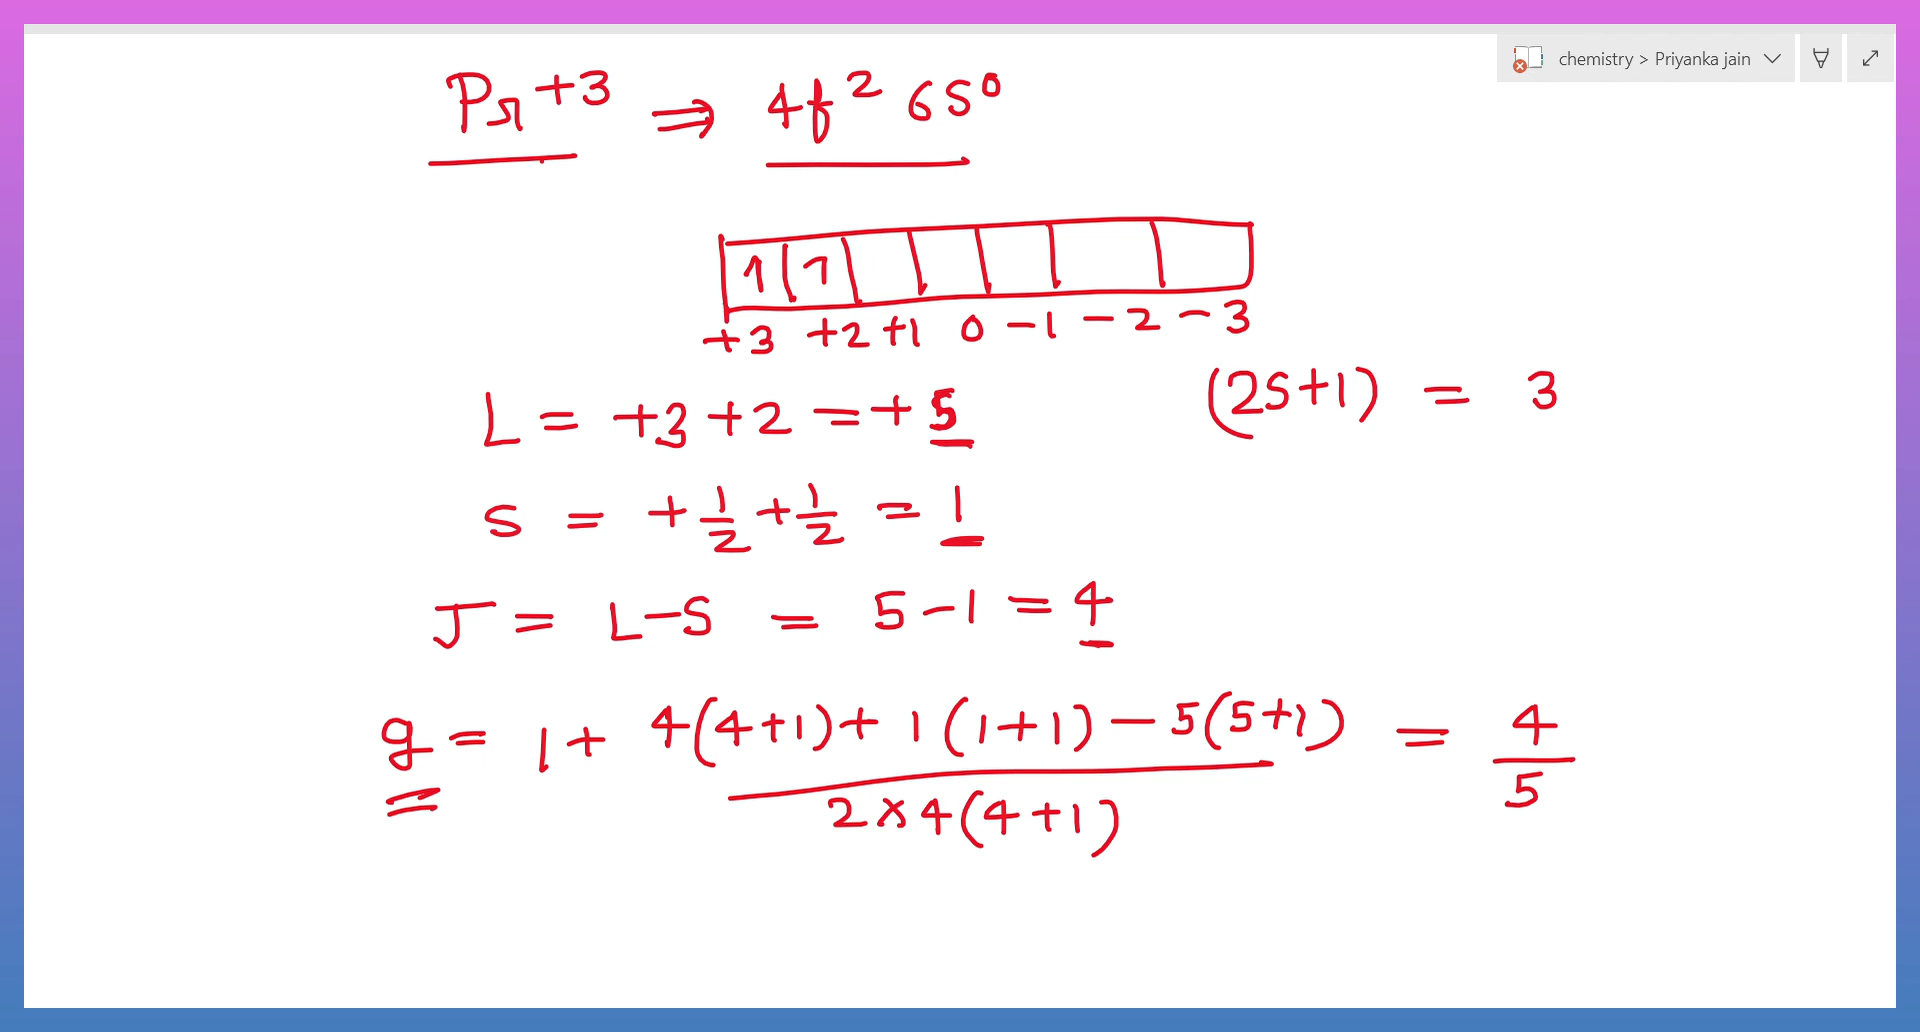 chemistry > Priyanka jain
Pr+3 ⇒ 4f² 6S⁰
1 1
+3 +2 +1 0 -1 -2 -3
(2S+1) = 3
L = +3+2 = +5
S = +1/2 +1/2 = 1
J = L-S = 5-1 = 4
g = 1+ 4(4+1)+1(1+1)-5(5+1) / 2×4(4+1) = 4/5